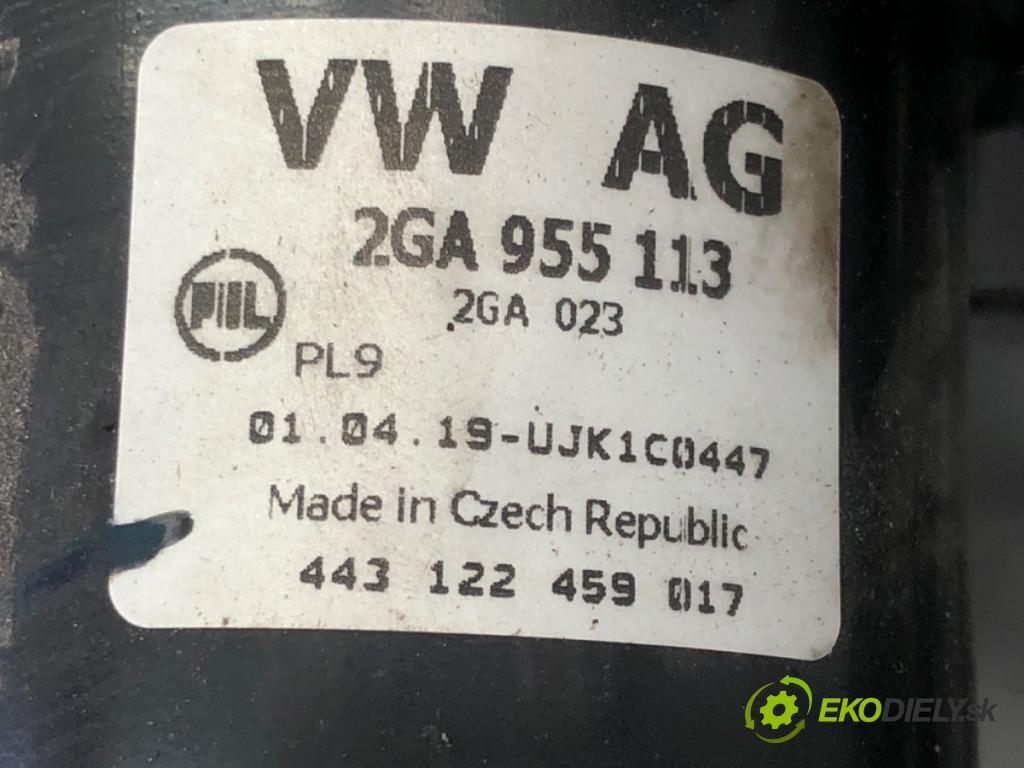 VW AG
2GA 955 113
2GA 023
PAL
PL9
01.04.19-UJK1C0447
Made in Czech Republic
443 122 459 017
EKODIELY.sk